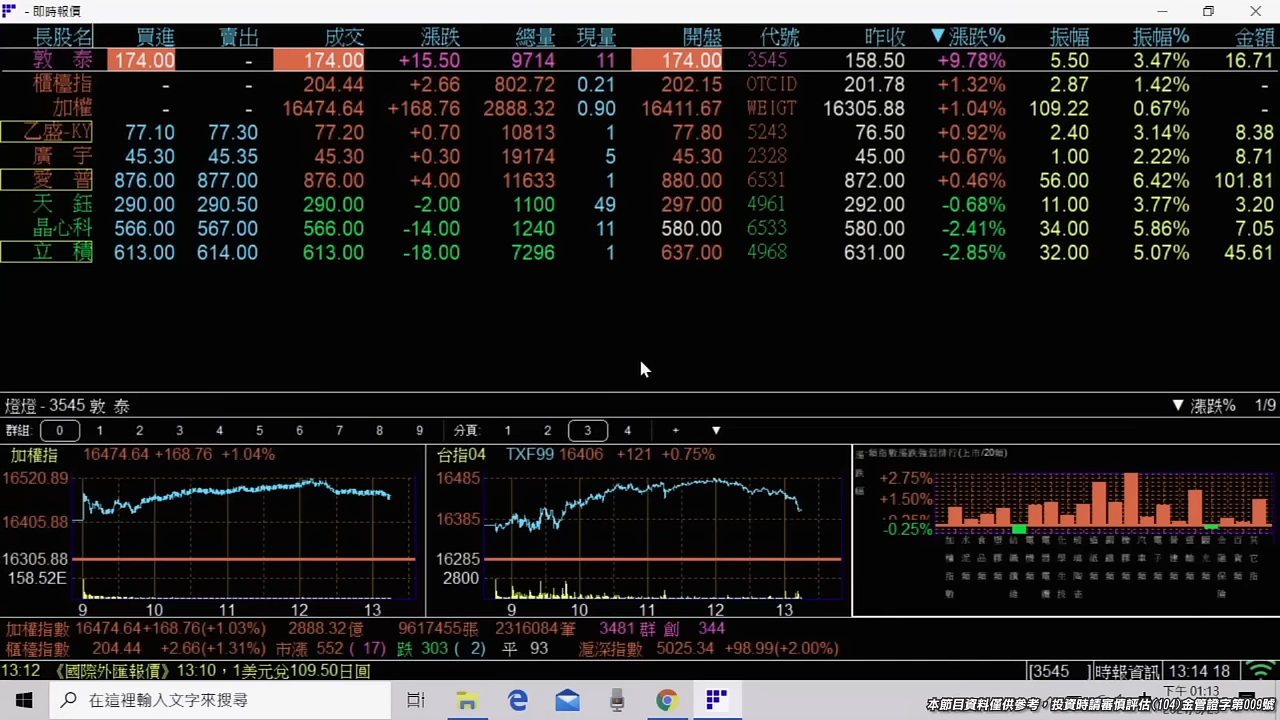 - 即時報價
長股名 買進 賣出 成交 漲跌 總量 現量 開盤 代號 昨收 ▼漲跌% 振幅 振幅% 金額
敦 泰 174.00 - 174.00 +15.50 9714 11 174.00 3545 158.50 +9.78% 5.50 3.47% 16.71
櫃檯指 - - 204.44 +2.66 802.72 0.21 202.15 OTCID 201.78 +1.32% 2.87 1.42% -
加權 - - 16474.64 +168.76 2888.32 0.90 16411.67 WEIGT 16305.88 +1.04% 109.22 0.67% -
乙盛-KY 77.10 77.30 77.20 +0.70 10813 1 77.80 5243 76.50 +0.92% 2.40 3.14% 8.38
廣 宇 45.30 45.35 45.30 +0.30 19174 5 45.30 2328 45.00 +0.67% 1.00 2.22% 8.71
愛 普 876.00 877.00 876.00 +4.00 11633 1 880.00 6531 872.00 +0.46% 56.00 6.42% 101.81
天 鈺 290.00 290.50 290.00 -2.00 1100 49 297.00 4961 292.00 -0.68% 11.00 3.77% 3.20
晶心科 566.00 567.00 566.00 -14.00 1240 11 580.00 6533 580.00 -2.41% 34.00 5.86% 7.05
立 積 613.00 614.00 613.00 -18.00 7296 1 637.00 4968 631.00 -2.85% 32.00 5.07% 45.61
燈燈 - 3545 敦 泰 ▼ 漲跌% 1/9
群組: 0 1 2 3 4 5 6 7 8 9 分頁: 1 2 3 4 + ▼
加權指 16474.64 +168.76 +1.04%
16520.89
16405.88
16305.88
158.52E
9 10 11 12 13
台指04 TXF99 16406 +121 +0.75%
16485
16385
16285
2800
9 10 11 12 13
類指數漲跌強弱排行(上市/20類)
+2.75%
+1.50%
-0.25%
加權指數 16474.64+168.76(+1.03%) 2888.32億 9617455張 2316084筆 3481 群 創 344
櫃檯指數 204.44 +2.66(+1.31%) 市漲 552 ( 17) 跌 303 ( 2) 平 93 滬深指數 5025.34 +98.99(+2.00%)
13:12 《國際外匯報價》13:10，1美元兌109.50日圓 [3545 ]時報資訊 13:14:18
在這裡輸入文字來搜尋
下午 01:13
本節目資料僅供參考，投資時請審慎評估(104)金管證字第009號